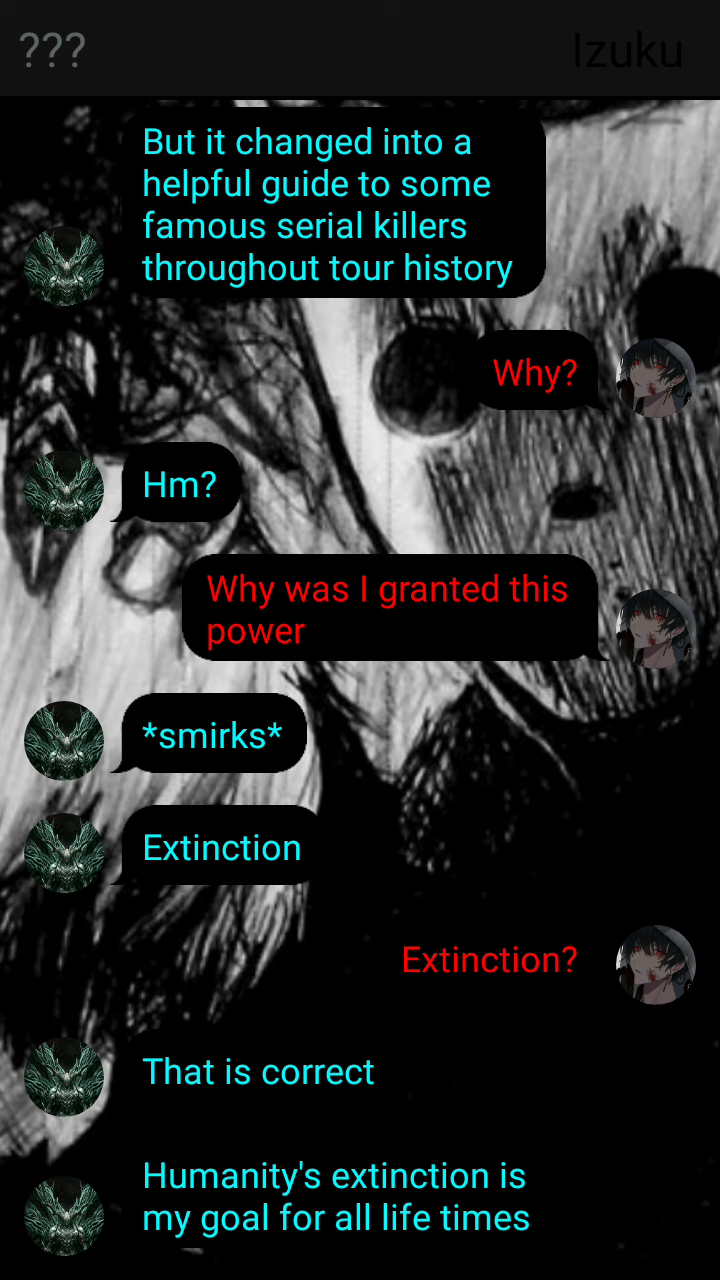 ??? Izuku
But it changed into a
helpful guide to some
famous serial killers
throughout tour history
Why?
Hm?
Why was I granted this
power
*smirks*
Extinction
Extinction?
That is correct
Humanity's extinction is
my goal for all life times